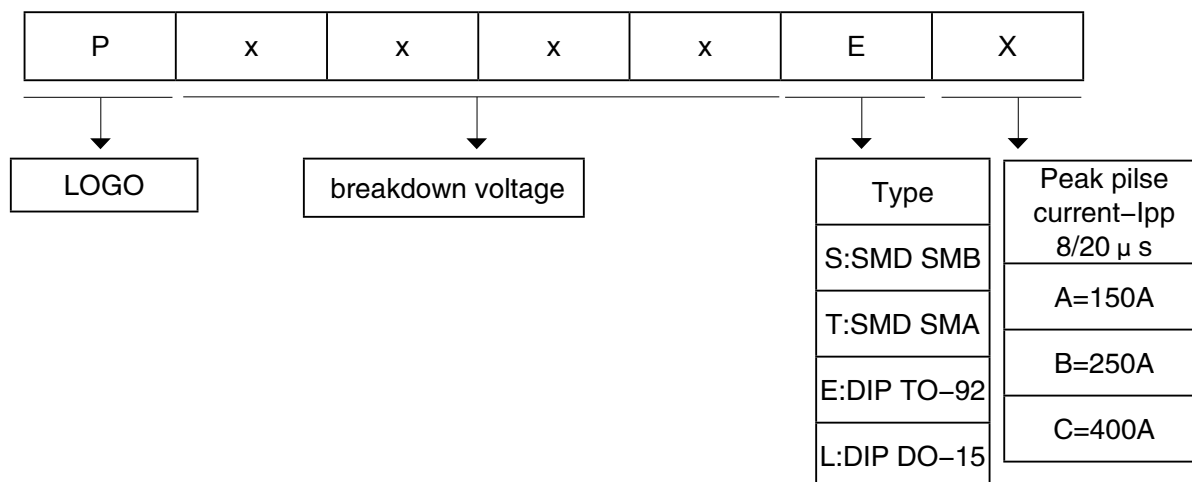 P x x x x E X
LOGO
breakdown voltage
Type
S:SMD SMB
T:SMD SMA
E:DIP TO–92
L:DIP DO–15
Peak pilse
current–Ipp
8/20 μ s
A=150A
B=250A
C=400A